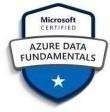 Microsoft
CERTIFIED
AZURE DATA
FUNDAMENTALS